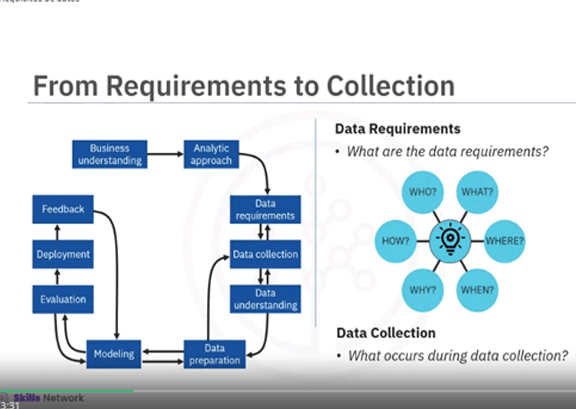 From Requirements to Collection
Business
understanding
Analytic
approach
Data
requirements
Data collection
Data
understanding
Data
preparation
Modeling
Evaluation
Deployment
Feedback
Data Requirements
• What are the data requirements?
WHO?
WHAT?
HOW?
WHERE?
WHY?
WHEN?
Data Collection
• What occurs during data collection?
Skills Network
3:31